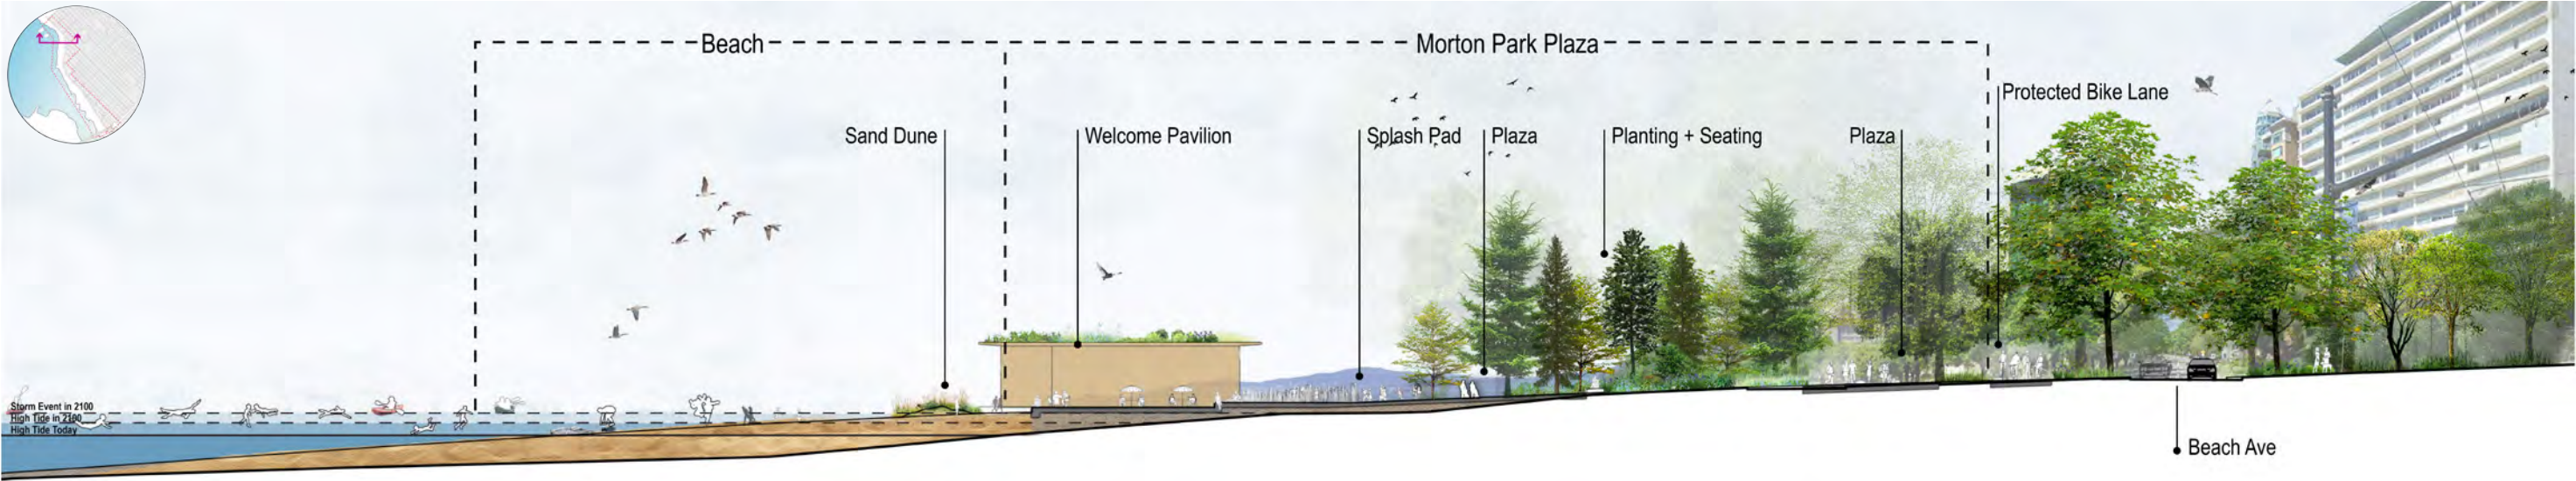 Beach
Morton Park Plaza
Protected Bike Lane
Sand Dune
Welcome Pavilion
Splash Pad
Plaza
Planting + Seating
Plaza
Storm Event in 2100
High Tide in 2100
High Tide Today
Beach Ave